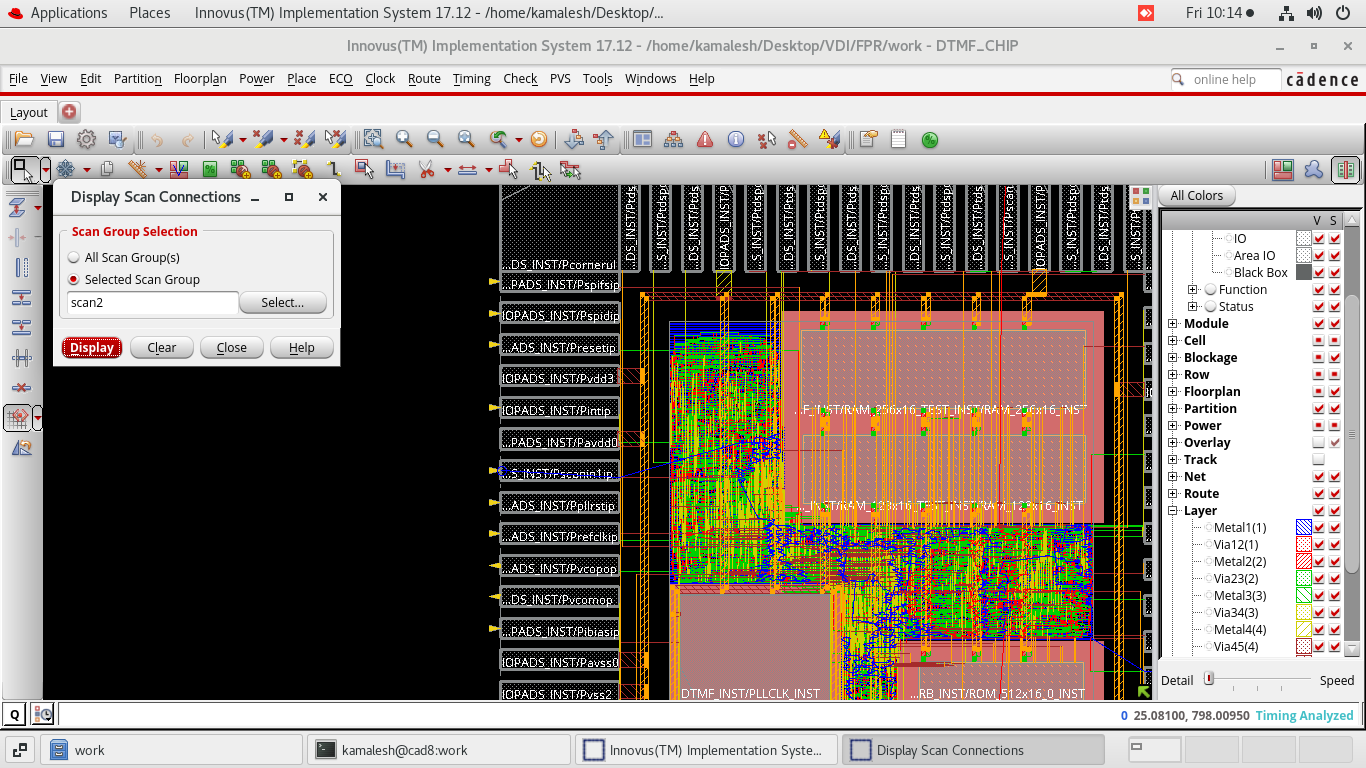 Applications Places Innovus(TM) Implementation System 17.12 - /home/kamalesh/Desktop/... Fri 10:14
Innovus(TM) Implementation System 17.12 - /home/kamalesh/Desktop/VDI/FPR/work - DTMF_CHIP
File View Edit Partition Floorplan Power Place ECO Clock Route Timing Check PVS Tools Windows Help online help cādence
Layout
Display Scan Connections
Scan Group Selection
All Scan Group(s)
Selected Scan Group
scan2 Select...
Display Clear Close Help
...DS_INST/Pcornerul
...PADS_INST/Pspifsip
IOPADS_INST/Pspidip
...ADS_INST/Presetip
IOPADS_INST/Pvdd3
IOPADS_INST/Pintip
...PADS_INST/Pavdd0
...ADS_INST/Ppllrstip
...ADS_INST/Prefclkip
...ADS_INST/Pvcopop
...DS_INST/Pvcomop
...PADS_INST/Pibiasip
IOPADS_INST/Pavss0
IOPADS_INST/Pvss2
...F_INST/RAM_256x16_TEST_INST/RAM_256x16_INST
..._INST/RAM_128x16_TEST_INST/RAM_128x16_INST
DTMF_INST/PLLCLK_INST
...RB_INST/ROM_512x16_0_INST
All Colors
V S
IO
Area IO
Black Box
Function
Status
Module
Cell
Blockage
Row
Floorplan
Partition
Power
Overlay
Track
Net
Route
Layer
Metal1(1)
Via12(1)
Metal2(2)
Via23(2)
Metal3(3)
Via34(3)
Metal4(4)
Via45(4)
Detail Speed
Q 0 25.08100, 798.00950 Timing Analyzed
work kamalesh@cad8:work Innovus(TM) Implementation Syste... Display Scan Connections